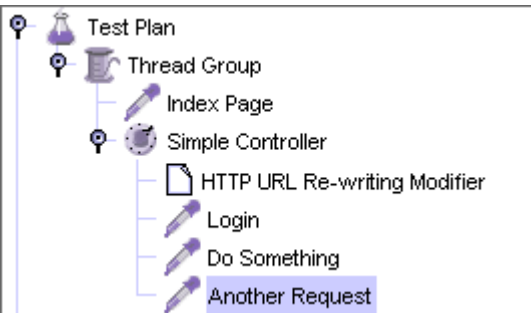 Test Plan
Thread Group
Index Page
Simple Controller
HTTP URL Re-writing Modifier
Login
Do Something
Another Request